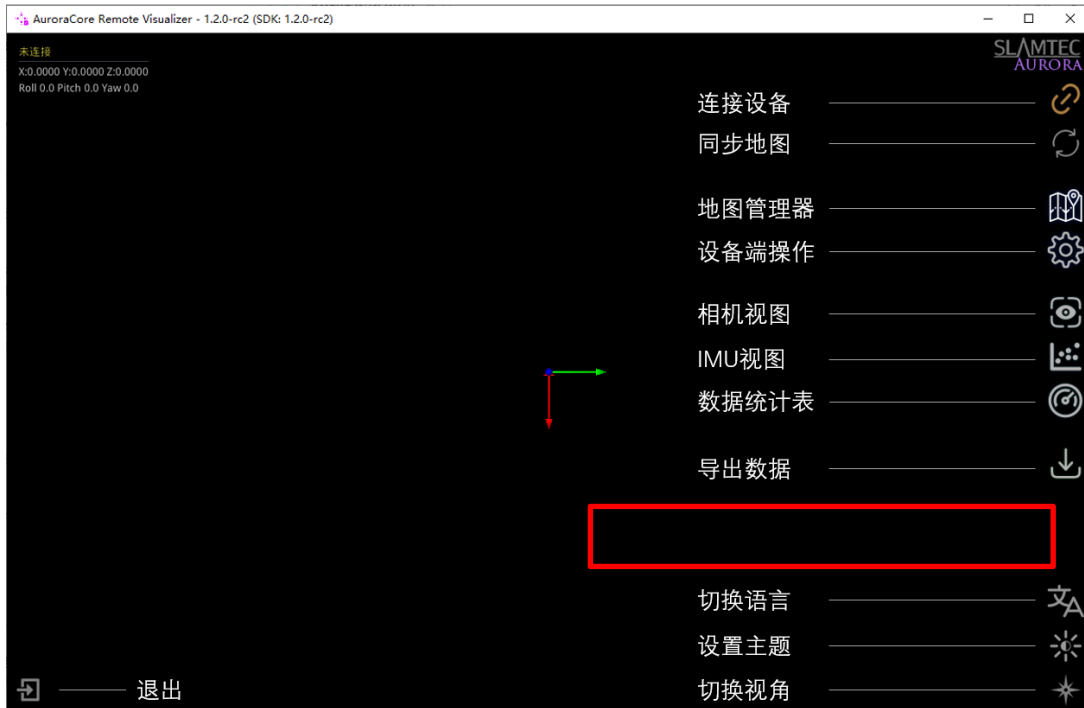 AuroraCore Remote Visualizer - 1.2.0-rc2 (SDK: 1.2.0-rc2)
未连接
X:0.0000 Y:0.0000 Z:0.0000
Roll 0.0 Pitch 0.0 Yaw 0.0
SLAMTEC
AURORA
连接设备
同步地图
地图管理器
设备端操作
相机视图
IMU视图
数据统计表
导出数据
切换语言
设置主题
切换视角
退出